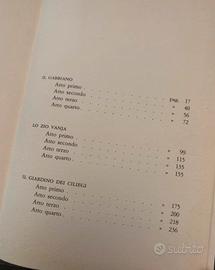 IL GABBIANO
Atto primo . . . . . . . . . pag. 17
Atto secondo . . . . . . . . » 40
Atto terzo . . . . . . . . . » 56
Atto quarto . . . . . . . . . » 72
LO ZIO VANJA
Atto primo . . . . . . . . . » 99
Atto secondo . . . . . . . . » 115
Atto terzo . . . . . . . . . » 135
Atto quarto . . . . . . . . . » 155
IL GIARDINO DEI CILIEGI
Atto primo . . . . . . . . . » 175
Atto secondo . . . . . . . . » 200
Atto terzo . . . . . . . . . » 218
Atto quarto . . . . . . . . . » 236
subito